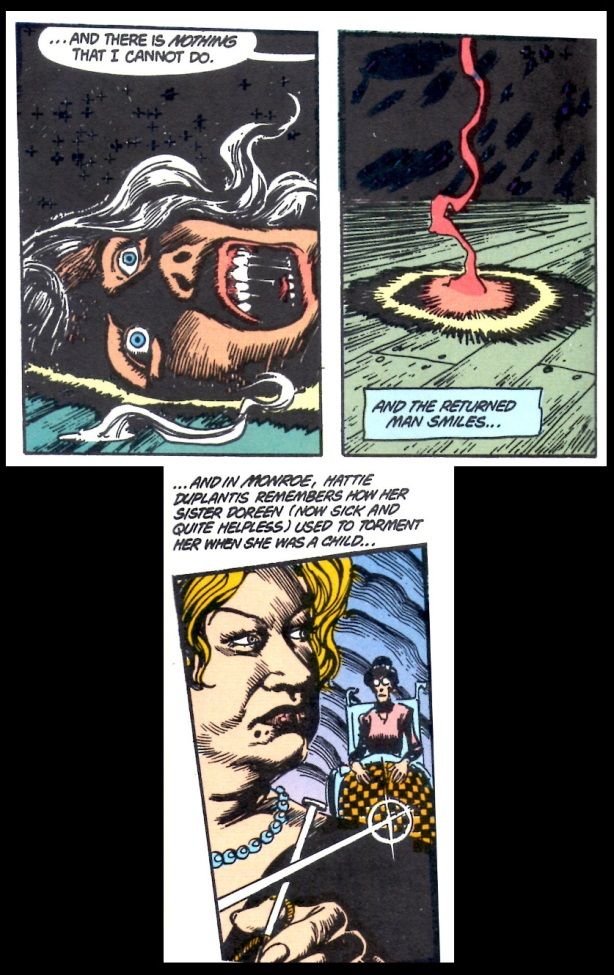 ...AND THERE IS NOTHING
THAT I CANNOT DO.
AND THE RETURNED
MAN SMILES...
...AND IN MONROE, HATTIE
DUPLANTIS REMEMBERS HOW HER
SISTER DOREEN (NOW SICK AND
QUITE HELPLESS) USED TO TORMENT
HER WHEN SHE WAS A CHILD...